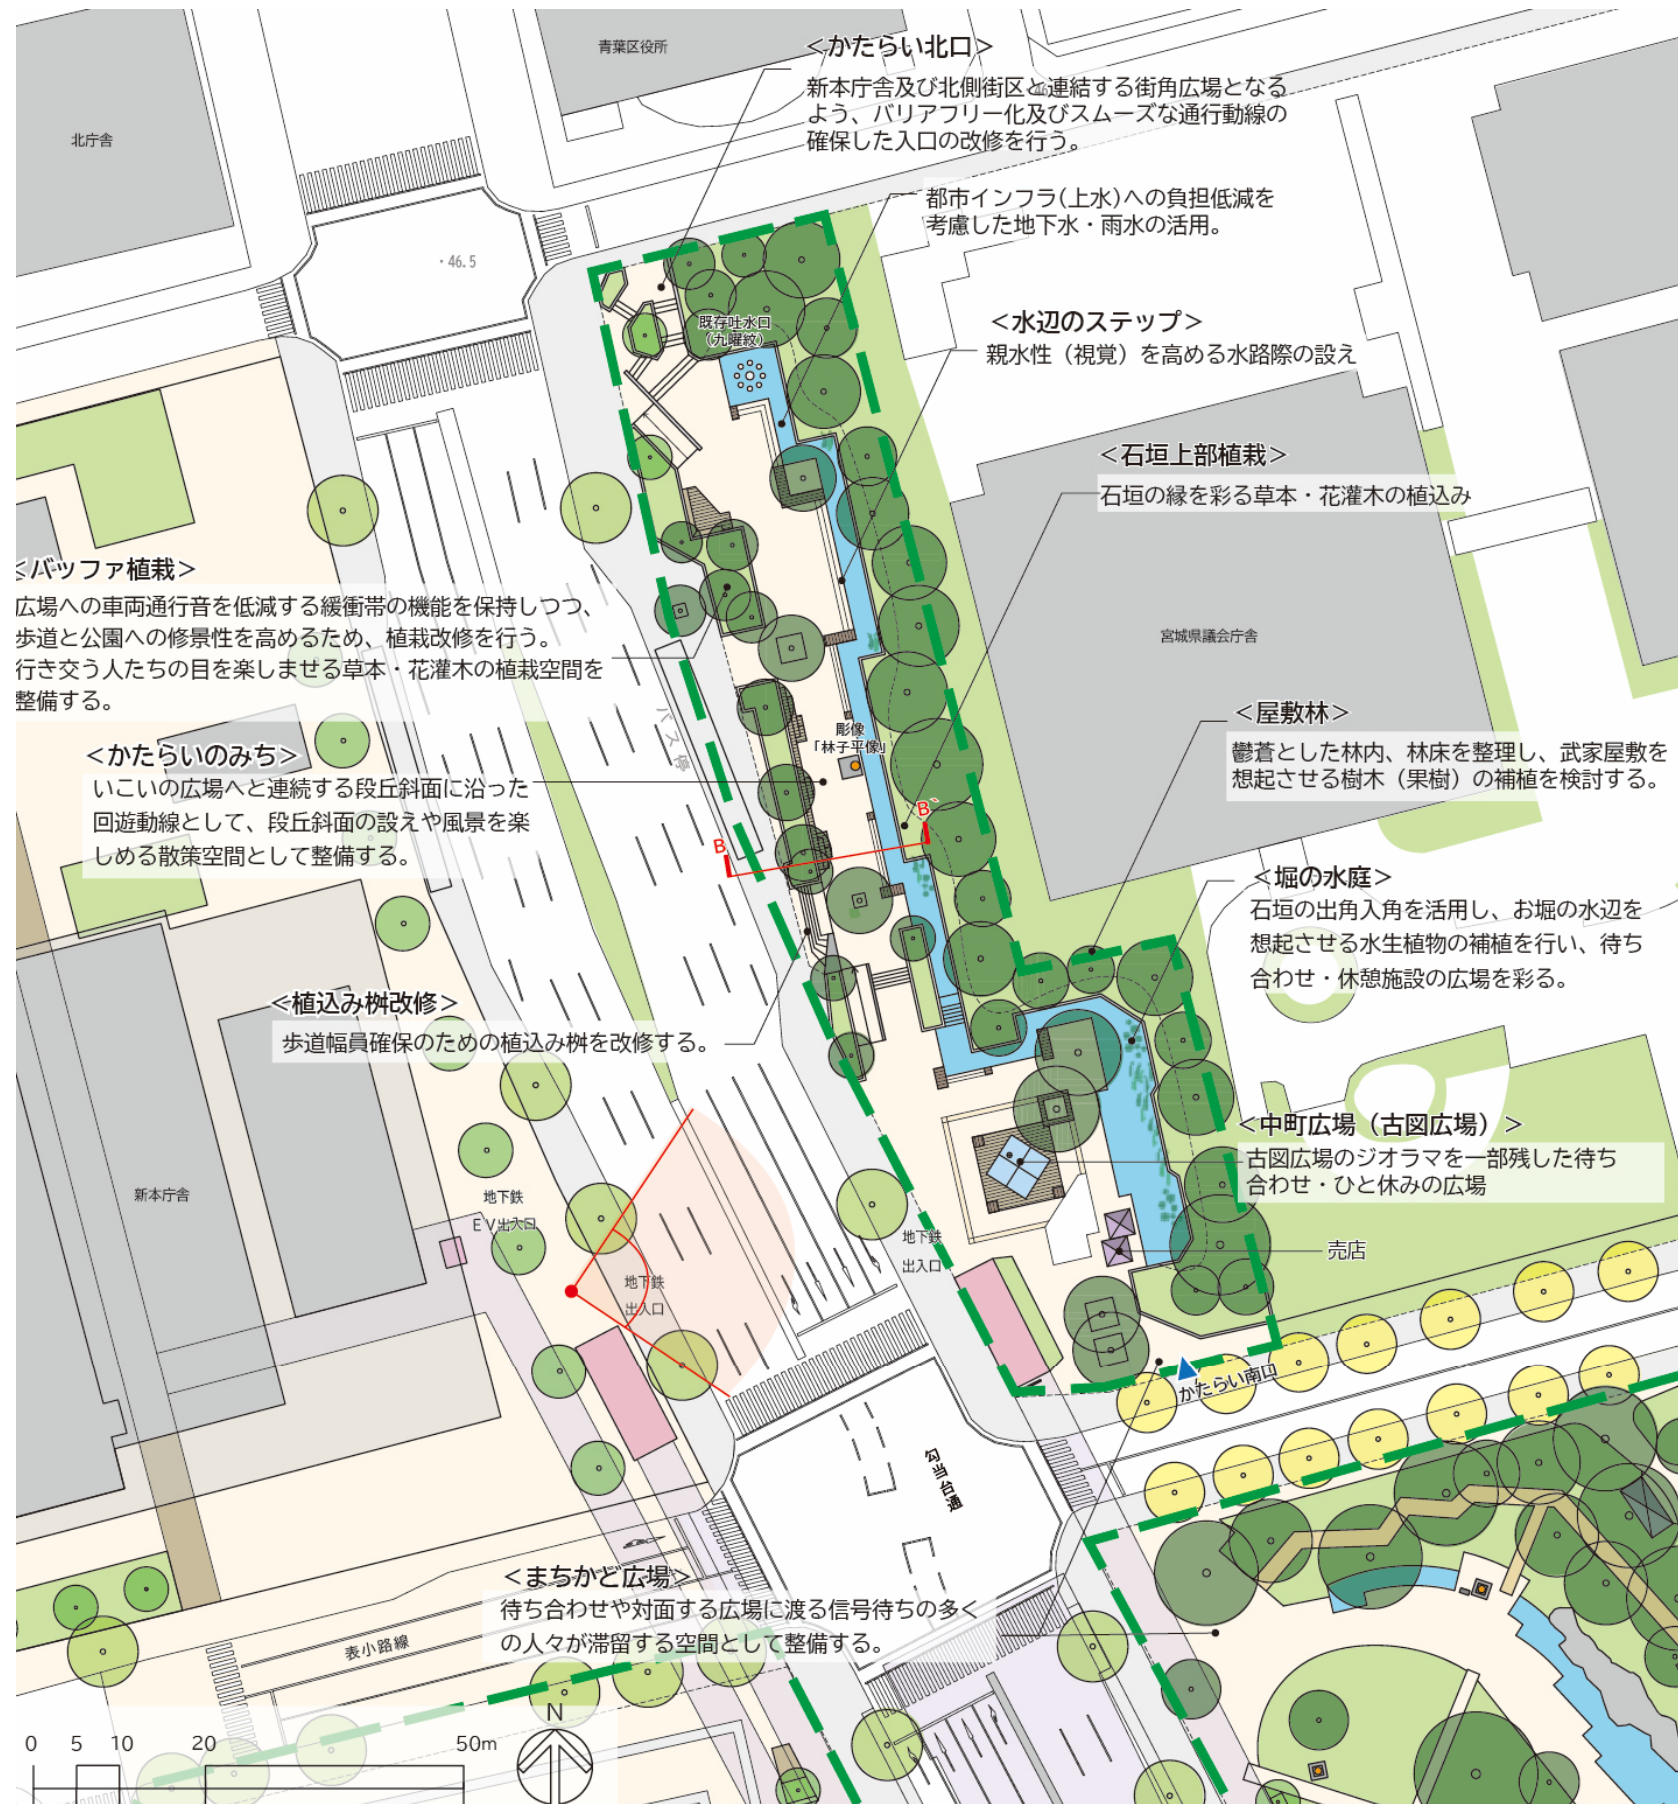 青葉区役所
北庁舎
<かたらい北口>
新本庁舎及び北側街区と連結する街角広場となる
よう、バリアフリー化及びスムーズな通行動線の
確保した入口の改修を行う。
都市インフラ(上水)への負担低減を
考慮した地下水・雨水の活用。
・46.5
既存吐水口
（九曜紋）
<水辺のステップ>
親水性（視覚）を高める水路際の設え
<石垣上部植栽>
石垣の縁を彩る草本・花灌木の植込み
<バッファ植栽>
広場への車両通行音を低減する緩衝帯の機能を保持しつつ、
歩道と公園への修景性を高めるため、植栽改修を行う。
行き交う人たちの目を楽しませる草本・花灌木の植栽空間を
整備する。
宮城県議会庁舎
バス停
彫像
「林子平像」
<屋敷林>
鬱蒼とした林内、林床を整理し、武家屋敷を
想起させる樹木（果樹）の補植を検討する。
<かたらいのみち>
いこいの広場へと連続する段丘斜面に沿った
回遊動線として、段丘斜面の設えや風景を楽
しめる散策空間として整備する。
B
B`
<堀の水庭>
石垣の出角入角を活用し、お堀の水辺を
想起させる水生植物の補植を行い、待ち
合わせ・休憩施設の広場を彩る。
<植込み桝改修>
歩道幅員確保のための植込み桝を改修する。
<中町広場（古図広場）>
古図広場のジオラマを一部残した待ち
合わせ・ひと休みの広場
新本庁舎
地下鉄
ＥＶ出入口
地下鉄
出入口
地下鉄
出入口
売店
かたらい南口
勾当台通
<まちかど広場>
待ち合わせや対面する広場に渡る信号待ちの多く
の人々が滞留する空間として整備する。
表小路線
N
0 5 10 20 50m